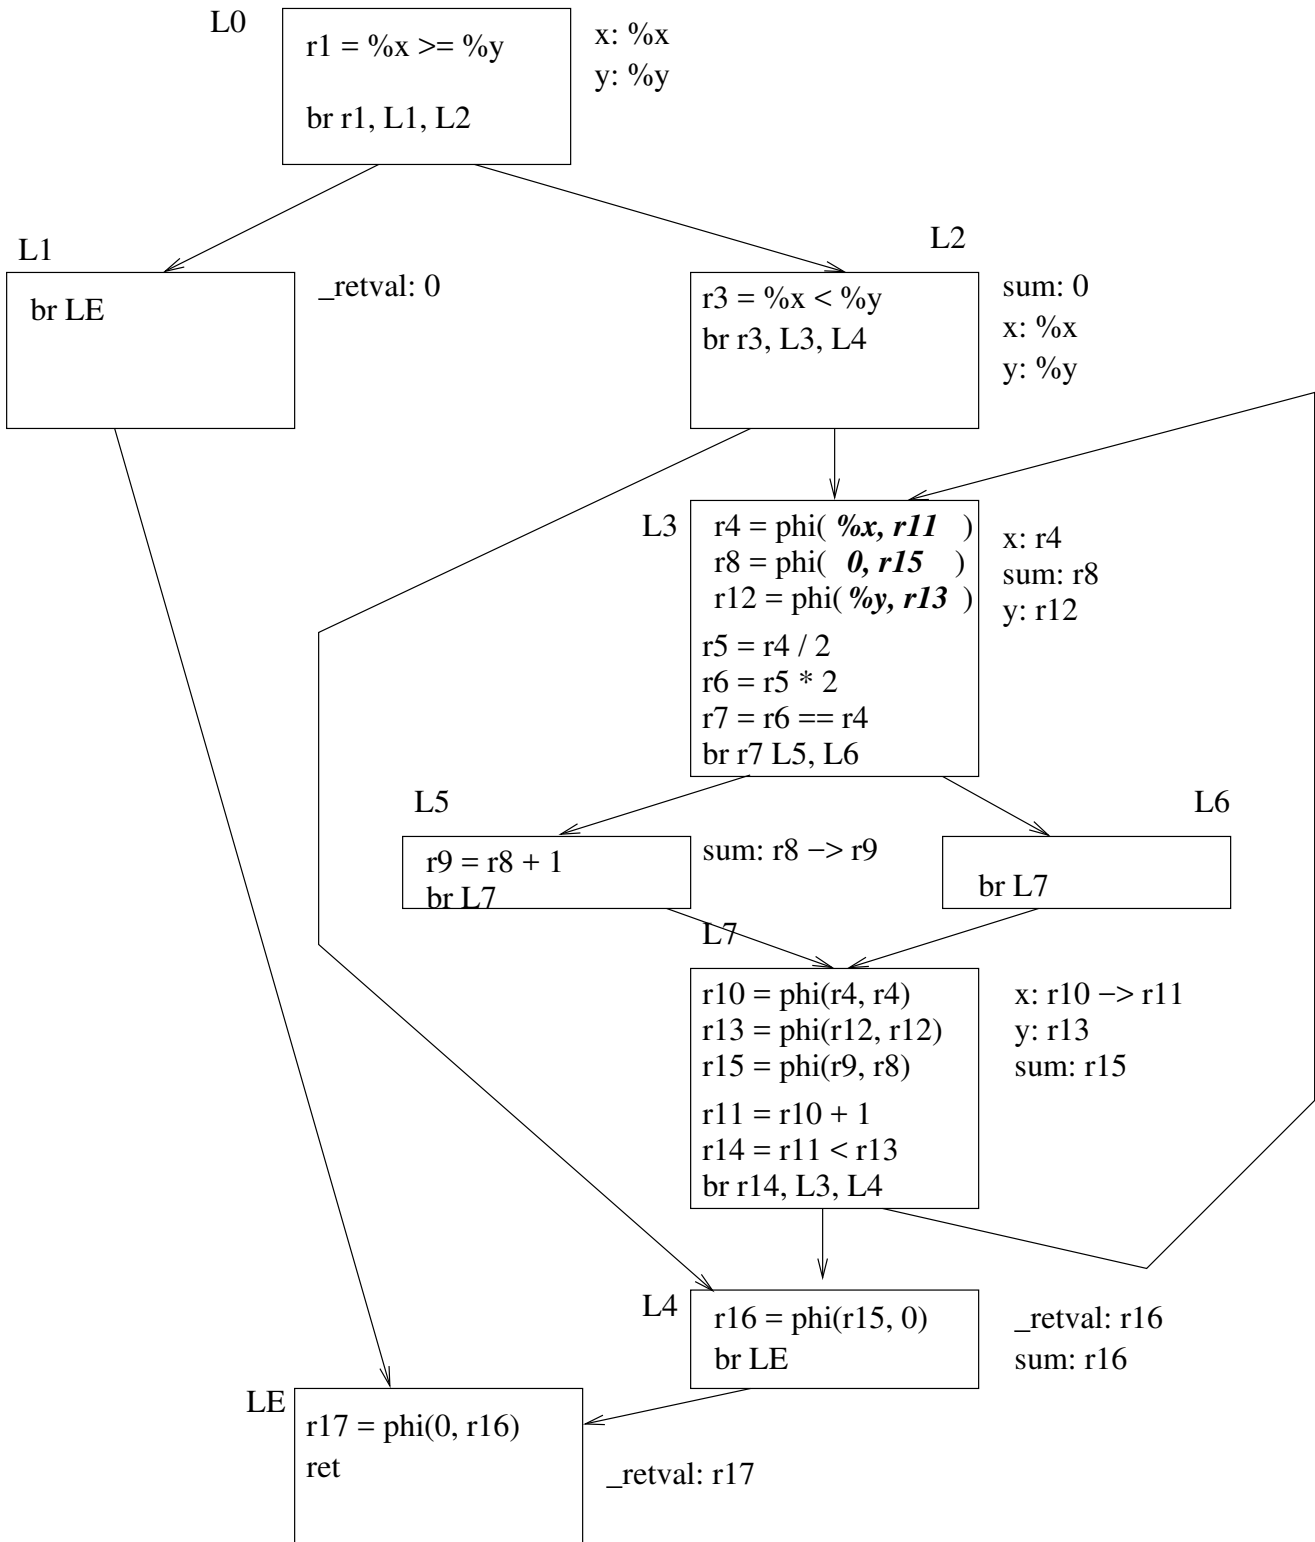 L0
r1 = %x >= %y
br r1, L1, L2
x: %x
y: %y
L1
br LE
_retval: 0
L2
r3 = %x < %y
br r3, L3, L4
sum: 0
x: %x
y: %y
L3
r4 = phi( %x, r11 )
r8 = phi( 0, r15 )
r12 = phi( %y, r13 )
r5 = r4 / 2
r6 = r5 * 2
r7 = r6 == r4
br r7 L5, L6
x: r4
sum: r8
y: r12
L5
r9 = r8 + 1
br L7
sum: r8 −> r9
L6
br L7
L7
r10 = phi(r4, r4)
r13 = phi(r12, r12)
r15 = phi(r9, r8)
r11 = r10 + 1
r14 = r11 < r13
br r14, L3, L4
x: r10 −> r11
y: r13
sum: r15
L4
r16 = phi(r15, 0)
br LE
_retval: r16
sum: r16
LE
r17 = phi(0, r16)
ret
_retval: r17